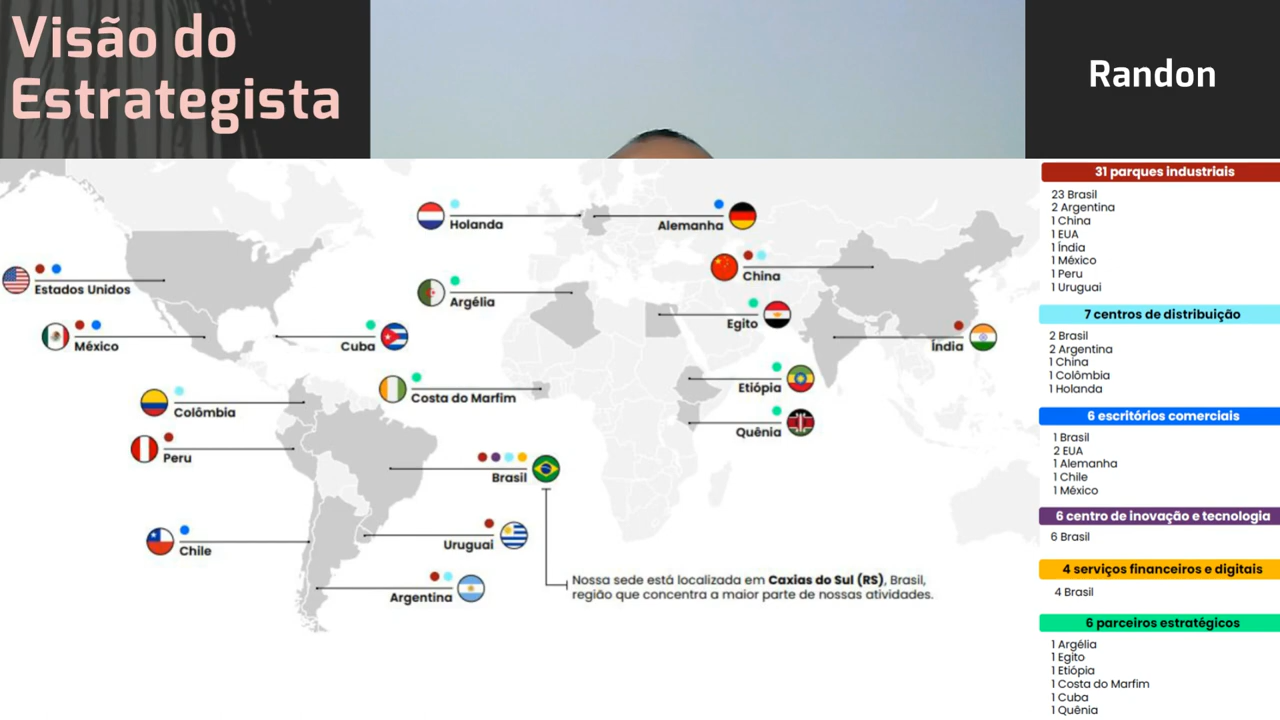 Visão do
Estrategista
Randon
Holanda
Alemanha
China
Estados Unidos
Argélia
Egito
México
Cuba
Índia
Etiópia
Costa do Marfim
Colômbia
Quênia
Peru
Brasil
Chile
Uruguai
Argentina
Nossa sede está localizada em Caxias do Sul (RS), Brasil,
região que concentra a maior parte de nossas atividades.
31 parques industriais
23 Brasil
2 Argentina
1 China
1 EUA
1 Índia
1 México
1 Peru
1 Uruguai
7 centros de distribuição
2 Brasil
2 Argentina
1 China
1 Colômbia
1 Holanda
6 escritórios comerciais
1 Brasil
2 EUA
1 Alemanha
1 Chile
1 México
6 centro de inovação e tecnologia
6 Brasil
4 serviços financeiros e digitais
4 Brasil
6 parceiros estratégicos
1 Argélia
1 Egito
1 Etiópia
1 Costa do Marfim
1 Cuba
1 Quênia